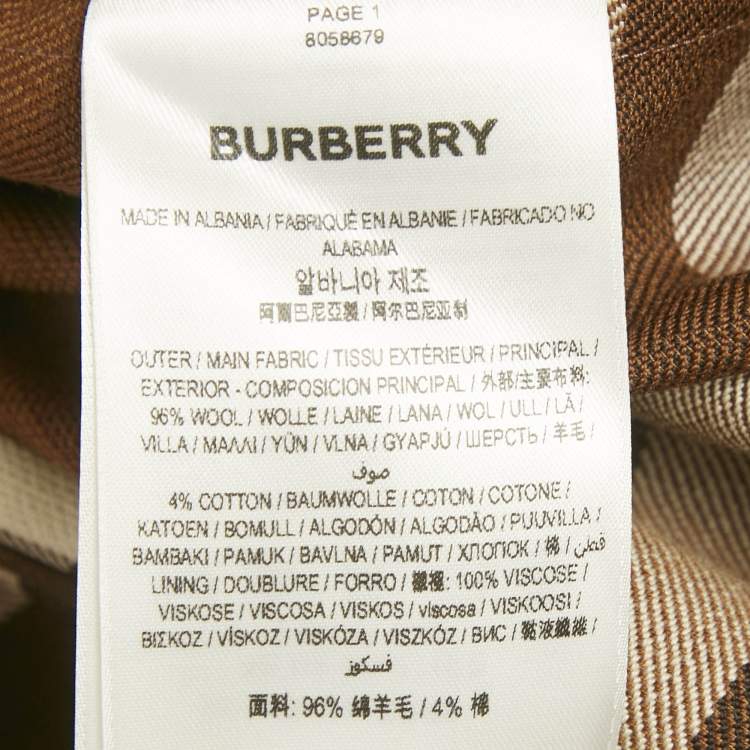 PAGE 1
8058679
BURBERRY
MADE IN ALBANIA / FABRIQUÉ EN ALBANIE / FABRICADO NO
ALABAMA
알바니아 제조
阿爾巴尼亞製 / 阿尔巴尼亚制
OUTER / MAIN FABRIC / TISSU EXTÉRIEUR / PRINCIPAL /
EXTERIOR - COMPOSICION PRINCIPAL / 外部/主要布料:
96% WOOL / WOLLE / LAINE / LANA / WOL / ULL / LÃ /
VILLA / ΜΑΛΛΙ / YÜN / VLNA / GYAPJÚ / ШЕРСТЬ / 羊毛 /
صوف
4% COTTON / BAUMWOLLE / COTON / COTONE /
KATOEN / BOMULL / ALGODÓN / ALGODÃO / PUUVILLA /
BAMBAKI / PAMUK / BAVLNA / PAMUT / ХЛОПОК / 棉 / قطن /
LINING / DOUBLURE / FORRO / 襯裡: 100% VISCOSE /
VISKOSE / VISCOSA / VISKOS / viscosa / VISKOOSI /
ΒΙΣΚΟΖ / VİSKOZ / VISKÓZA / VISZKÓZ / ВИС / 黏液纖維 /
فسكوز
面料: 96% 绵羊毛 / 4% 棉